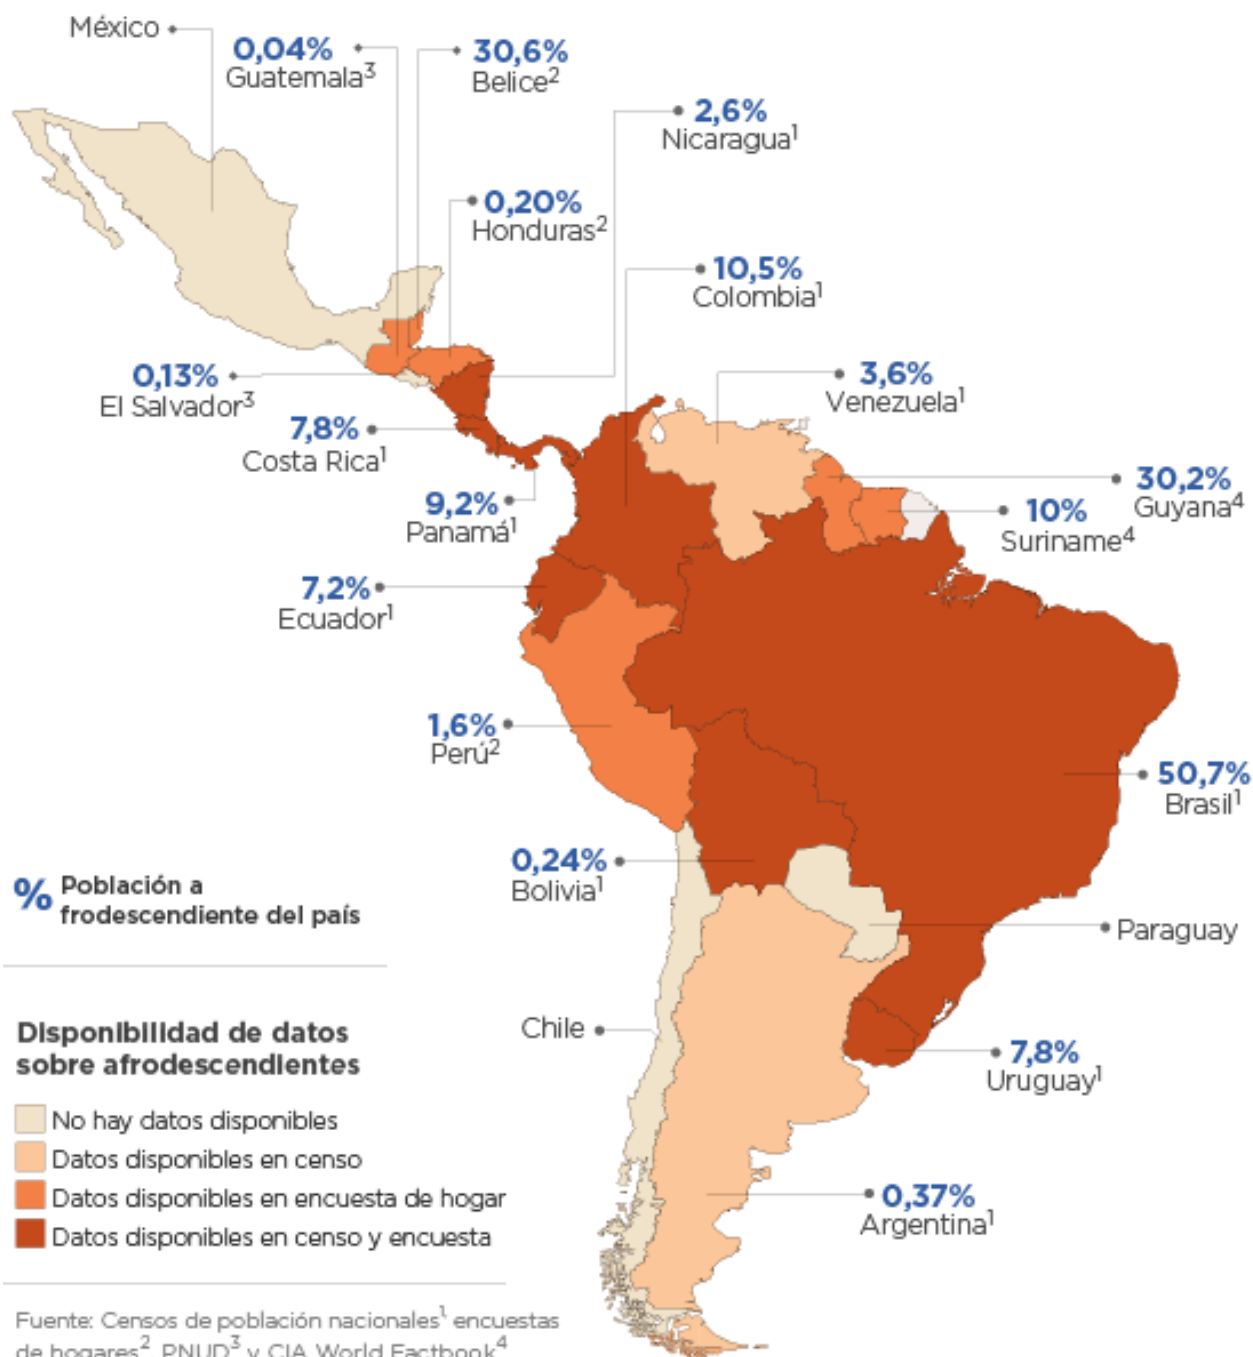 México
0,04%
Guatemala³
30,6%
Belice²
2,6%
Nicaragua¹
0,20%
Honduras²
10,5%
Colombia¹
0,13%
El Salvador³
3,6%
Venezuela¹
7,8%
Costa Rica¹
30,2%
Guyana⁴
9,2%
Panamá¹
10%
Suriname⁴
7,2%
Ecuador¹
1,6%
Perú²
50,7%
Brasil¹
0,24%
Bolivia¹
Paraguay
Chile
7,8%
Uruguay¹
0,37%
Argentina¹
% Población a
frodescendiente del país
Disponibilidad de datos
sobre afrodescendientes
No hay datos disponibles
Datos disponibles en censo
Datos disponibles en encuesta de hogar
Datos disponibles en censo y encuesta
Fuente: Censos de población nacionales¹, encuestas
de hogares², PNUD³ y CIA World Factbook⁴